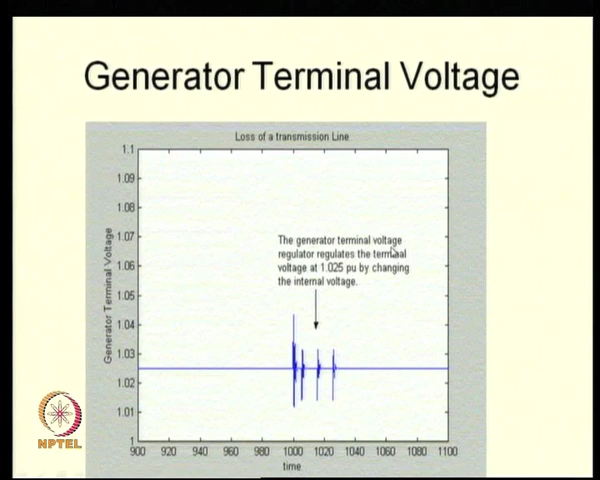 Generator Terminal Voltage
Loss of a transmission Line
1.1
1.09
1.08
1.07
1.06
1.05
1.04
1.03
1.02
1.01
1
Generator Terminal Voltage
The generator terminal voltage
regulator regulates the terminal
voltage at 1.025 pu by changing
the internal voltage.
900 920 940 960 980 1000 1020 1040 1060 1080 1100
time
NPTEL